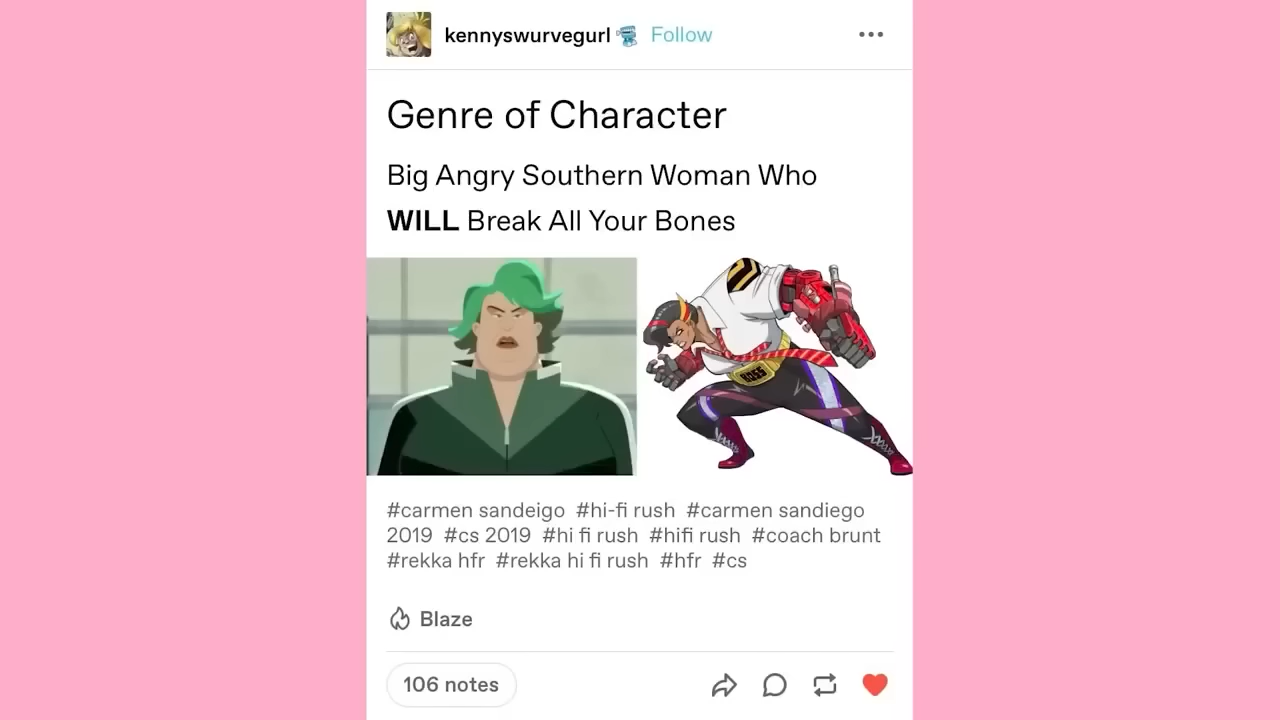 kennyswurvegurl Follow
Genre of Character
Big Angry Southern Woman Who
WILL Break All Your Bones
BOSS
#carmen sandeigo #hi-fi rush #carmen sandiego
2019 #cs 2019 #hi fi rush #hifi rush #coach brunt
#rekka hfr #rekka hi fi rush #hfr #cs
Blaze
106 notes